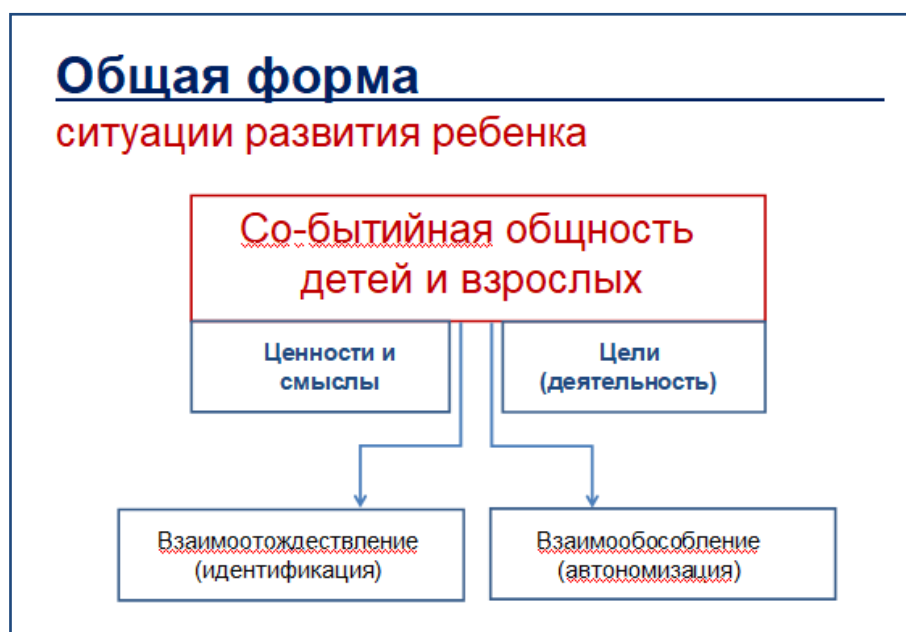 Общая форма
ситуации развития ребенка
Со-бытийная общность
детей и взрослых
Ценности и
смыслы
Цели
(деятельность)
Взаимоотождествление
(идентификация)
Взаимообособление
(автономизация)